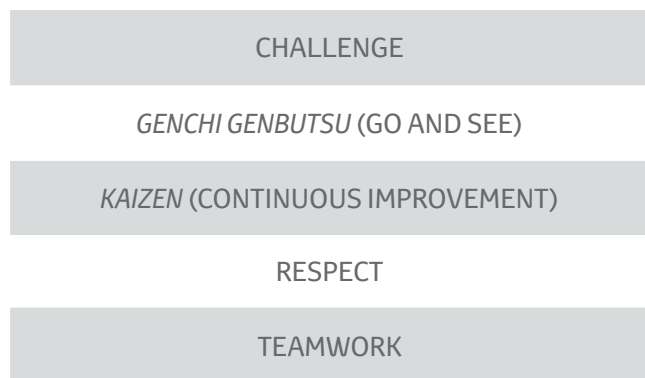 CHALLENGE
GENCHI GENBUTSU (GO AND SEE)
KAIZEN (CONTINUOUS IMPROVEMENT)
RESPECT
TEAMWORK